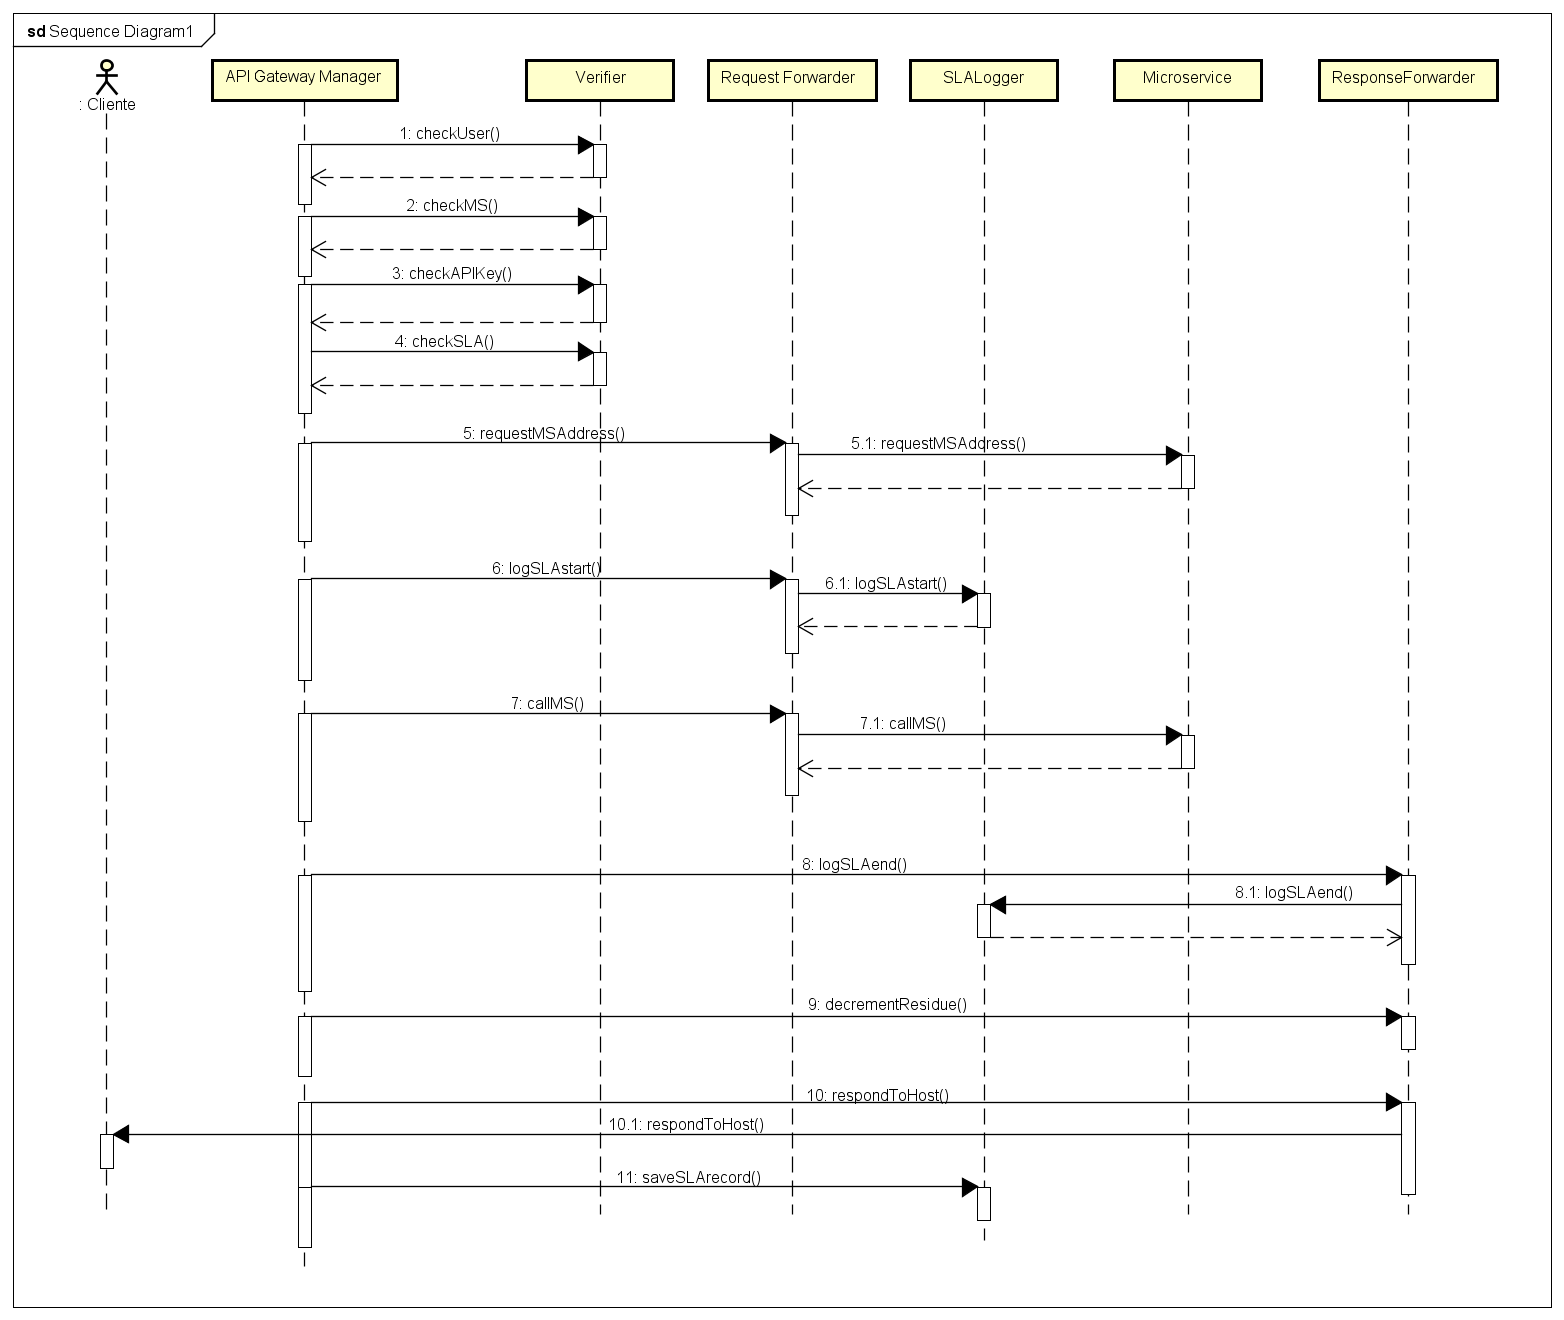 sd Sequence Diagram1
: Cliente
API Gateway Manager
Verifier
Request Forwarder
SLALogger
Microservice
ResponseForwarder
1: checkUser()
2: checkMS()
3: checkAPIKey()
4: checkSLA()
5: requestMSAddress()
5.1: requestMSAddress()
6: logSLAstart()
6.1: logSLAstart()
7: callMS()
7.1: callMS()
8: logSLAend()
8.1: logSLAend()
9: decrementResidue()
10: respondToHost()
10.1: respondToHost()
11: saveSLArecord()